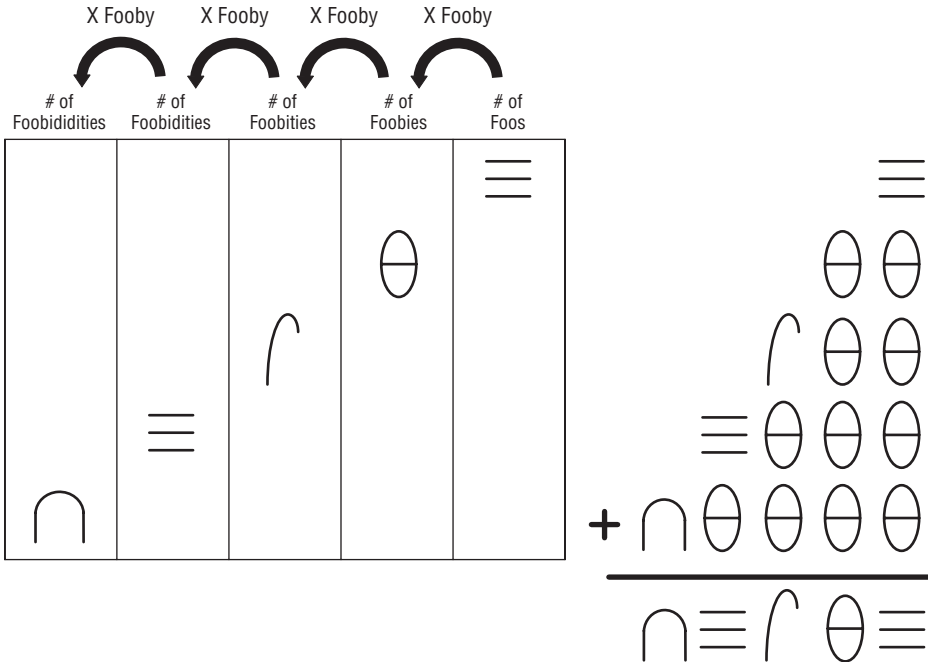 X Fooby X Fooby X Fooby X Fooby
# of # of # of # of # of
Foobididities Foobidities Foobities Foobies Foos
+